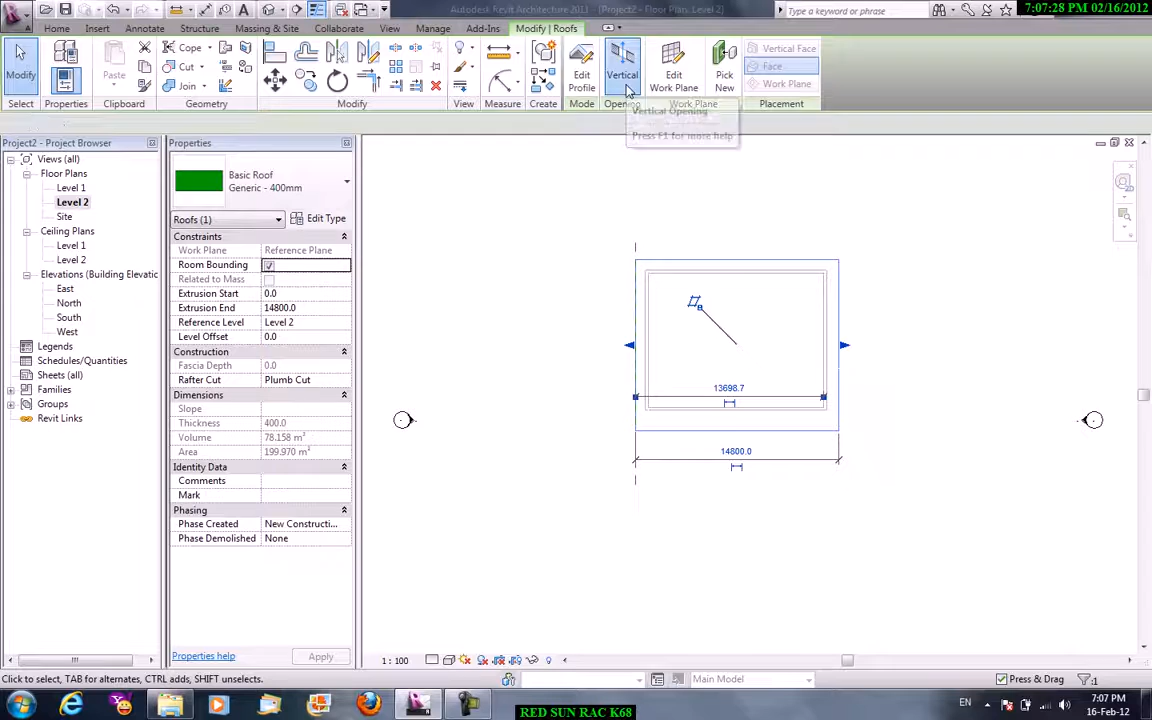 Autodesk Revit Architecture 2011 - [Project2 - Floor Plan: Level 2]
Type a keyword or phrase
7:07:28 PM 02/16/2012
Home Insert Annotate Structure Massing & Site Collaborate View Manage Add-Ins Modify | Roofs
Modify
Paste
Cope
Cut
Join
Edit Profile
Vertical
Edit Work Plane
Pick New
Vertical Face
Face
Work Plane
Select Properties Clipboard Geometry Modify View Measure Create Mode Opening Work Plane Placement
Vertical Opening
Press F1 for more help
Project2 - Project Browser
Views (all)
Floor Plans
Level 1
Level 2
Site
Ceiling Plans
Level 1
Level 2
Elevations (Building Elevatic
East
North
South
West
Legends
Schedules/Quantities
Sheets (all)
Families
Groups
Revit Links
Properties
Basic Roof
Generic - 400mm
Roofs (1)
Edit Type
Constraints
Work Plane Reference Plane
Room Bounding
Related to Mass
Extrusion Start 0.0
Extrusion End 14800.0
Reference Level Level 2
Level Offset 0.0
Construction
Fascia Depth 0.0
Rafter Cut Plumb Cut
Dimensions
Slope
Thickness 400.0
Volume 78.158 m³
Area 199.970 m²
Identity Data
Comments
Mark
Phasing
Phase Created New Constructi...
Phase Demolished None
Properties help
Apply
13698.7
14800.0
1 : 100
Click to select, TAB for alternates, CTRL adds, SHIFT unselects.
Main Model
Press & Drag
:1
EN
7:07 PM
16-Feb-12
RED SUN RAC K68